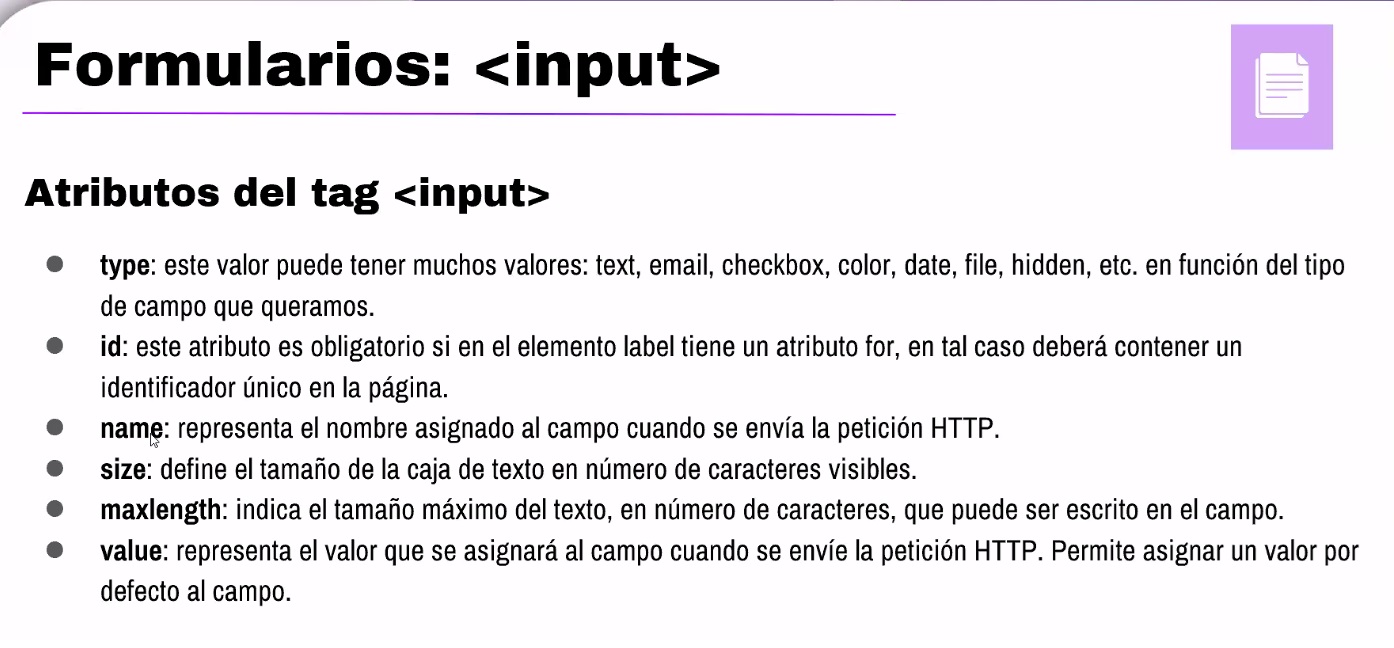 Formularios: <input>
Atributos del tag <input>
● type: este valor puede tener muchos valores: text, email, checkbox, color, date, file, hidden, etc. en función del tipo
de campo que queramos.
● id: este atributo es obligatorio si en el elemento label tiene un atributo for, en tal caso deberá contener un
identificador único en la página.
● name: representa el nombre asignado al campo cuando se envía la petición HTTP.
● size: define el tamaño de la caja de texto en número de caracteres visibles.
● maxlength: indica el tamaño máximo del texto, en número de caracteres, que puede ser escrito en el campo.
● value: representa el valor que se asignará al campo cuando se envíe la petición HTTP. Permite asignar un valor por
defecto al campo.